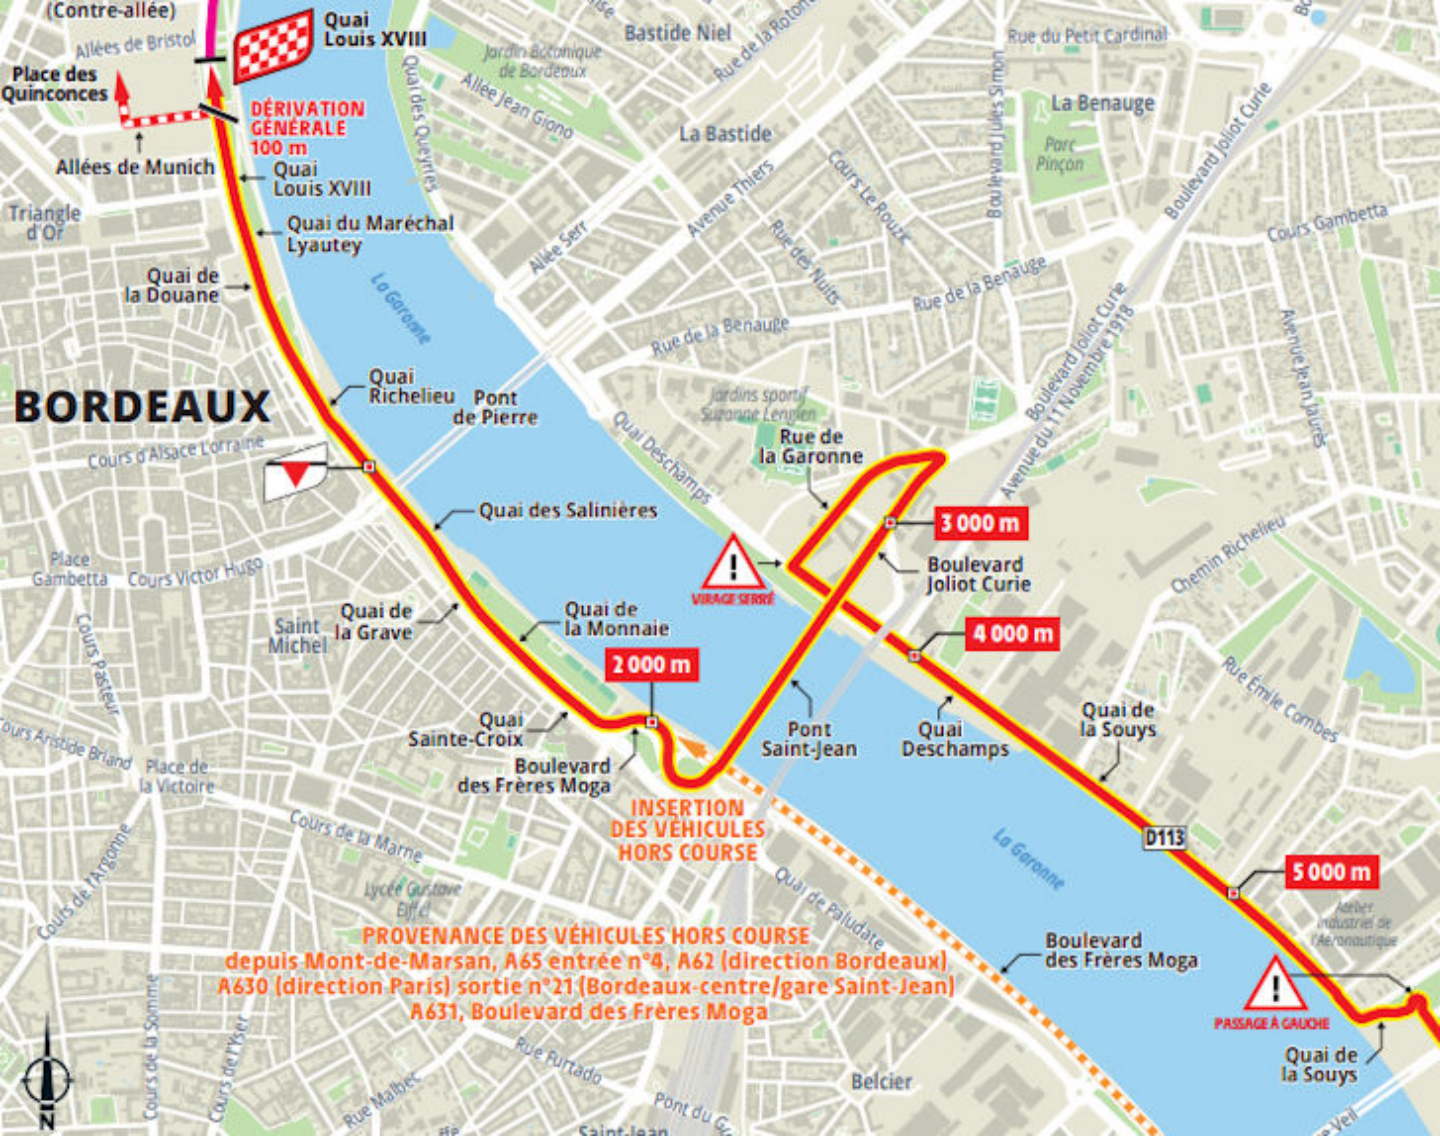 (Contre-allée)
Allées de Bristol
Quai
Louis XVIII
Place des
Quinconces
DÉRIVATION
GÉNÉRALE
100 m
Allées de Munich
Quai
Louis XVIII
Triangle
d'Or
Quai du Maréchal
Lyautey
Quai de
la Douane
Quai des Queyries
Jardin Botanique
de Bordeaux
Allée Jean Giono
Bastide Niel
Rue de la Rotonde
La Bastide
Rue du Petit Cardinal
La Benauge
Parc
Pinçon
Boulevard Jules Simon
Boulevard Joliot Curie
Cours Gambetta
Cours Le Rouzic
Avenue Thiers
Allée Serr
Rue des Nuits
Rue de la Benauge
Rue de la Benauge
La Garonne
Boulevard Joliot Curie
Avenue du 11 Novembre 1918
Avenue Jean Jaurès
Quai
Richelieu
Pont
de Pierre
BORDEAUX
Cours d'Alsace Lorraine
Jardins sportif
Suzanne Lenglen
Quai Deschamps
Rue de
la Garonne
Quai des Salinières
3 000 m
Boulevard
Joliot Curie
Chemin Richelieu
VIRAGE SERRÉ
Place
Gambetta
Cours Victor Hugo
Quai de
la Grave
Quai de
la Monnaie
Saint
Michel
Cours Pasteur
2 000 m
4 000 m
Rue Émile Combes
Quai
Sainte-Croix
Boulevard
des Frères Moga
Pont
Saint-Jean
Quai
Deschamps
Quai de
la Souys
ours Aristide Briand
Place de
la Victoire
INSERTION
DES VÉHICULES
HORS COURSE
Cours de la Marne
Cours de l'Argonne
D113
La Garonne
5 000 m
Lycée Gustave
Eiffel
Quai de Paludate
Atelier
industriel de
l'Aéronautique
PROVENANCE DES VÉHICULES HORS COURSE
depuis Mont-de-Marsan, A65 entrée n°4, A62 (direction Bordeaux)
A630 (direction Paris) sortie n°21 (Bordeaux-centre/gare Saint-Jean)
A631, Boulevard des Frères Moga
Boulevard
des Frères Moga
PASSAGE À GAUCHE
Quai de
la Souys
Cours de la Somme
Cours de l'Yser
Rue Furtado
Rue Malbec
Belcier
Pont du G
Saint-Jean
e Veil
N